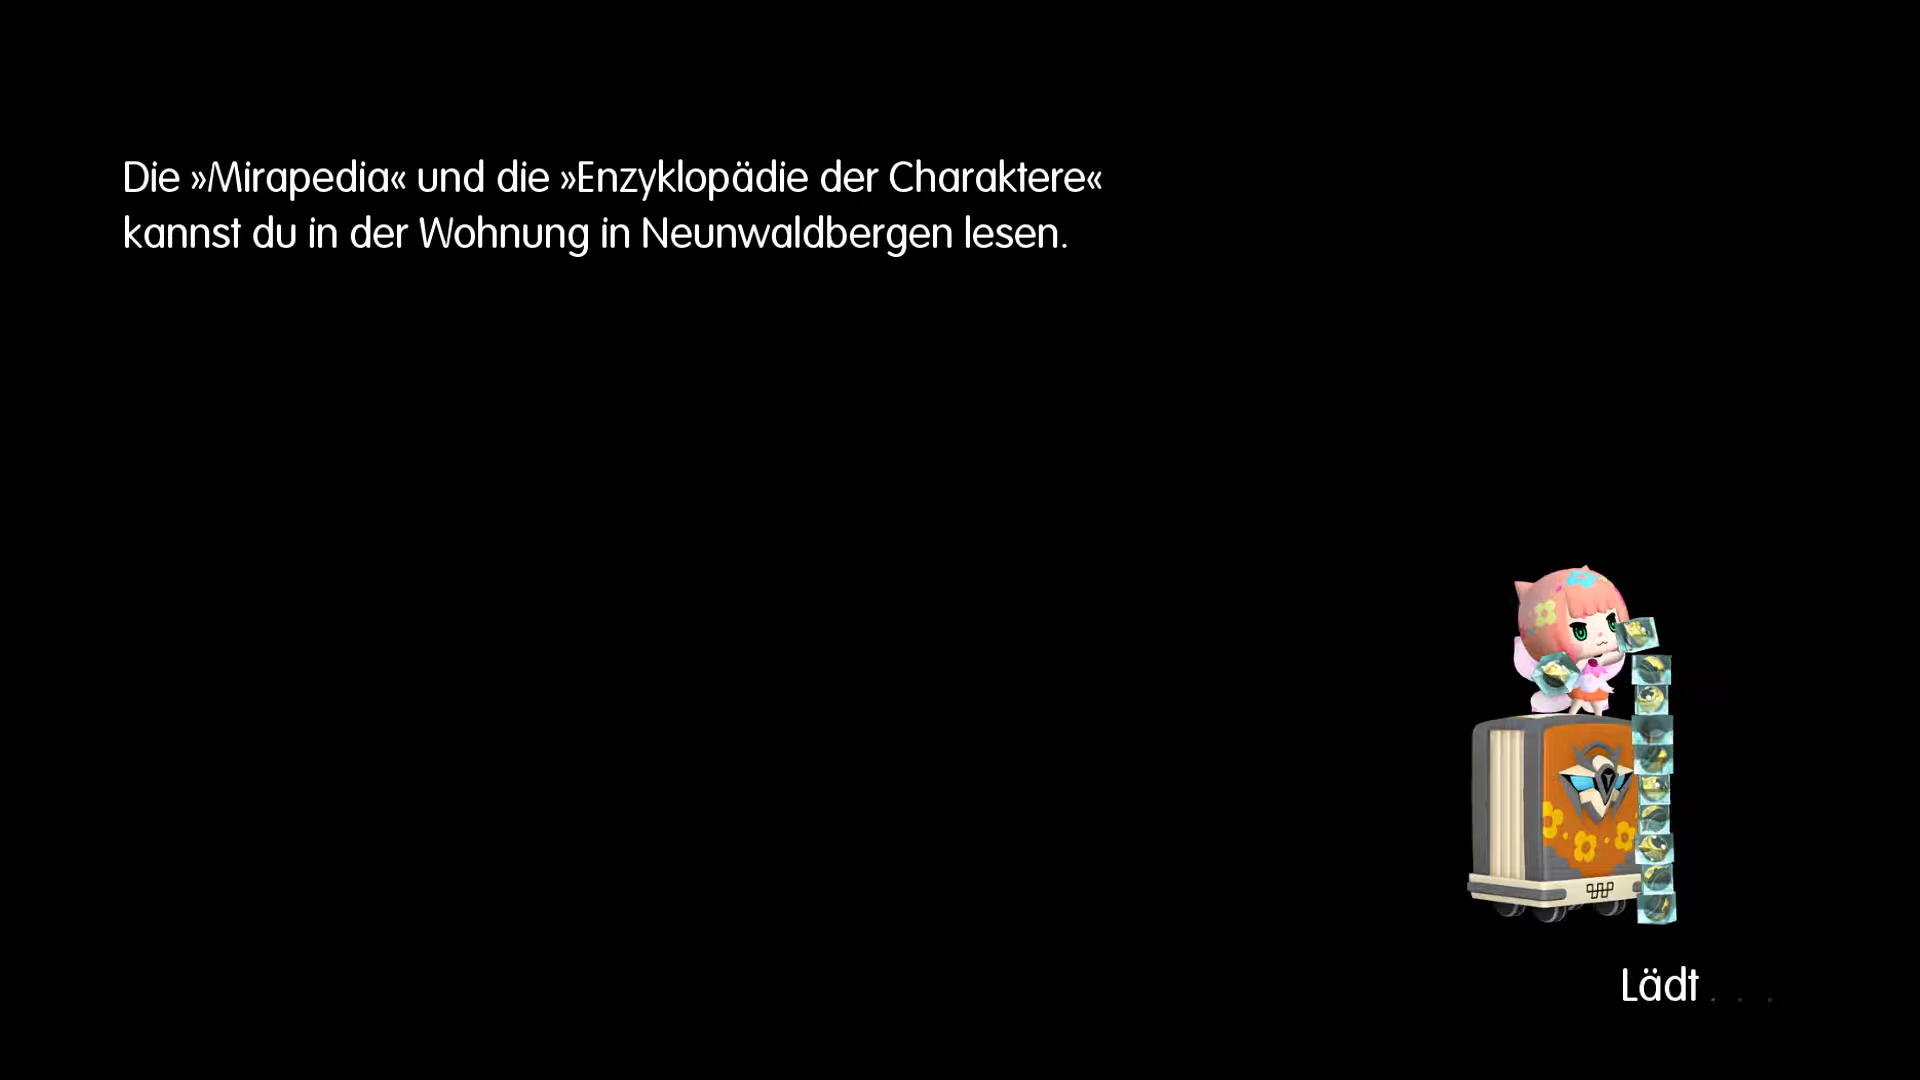 Die »Mirapedia« und die »Enzyklopädie der Charaktere«
kannst du in der Wohnung in Neunwaldbergen lesen.
Lädt . . .